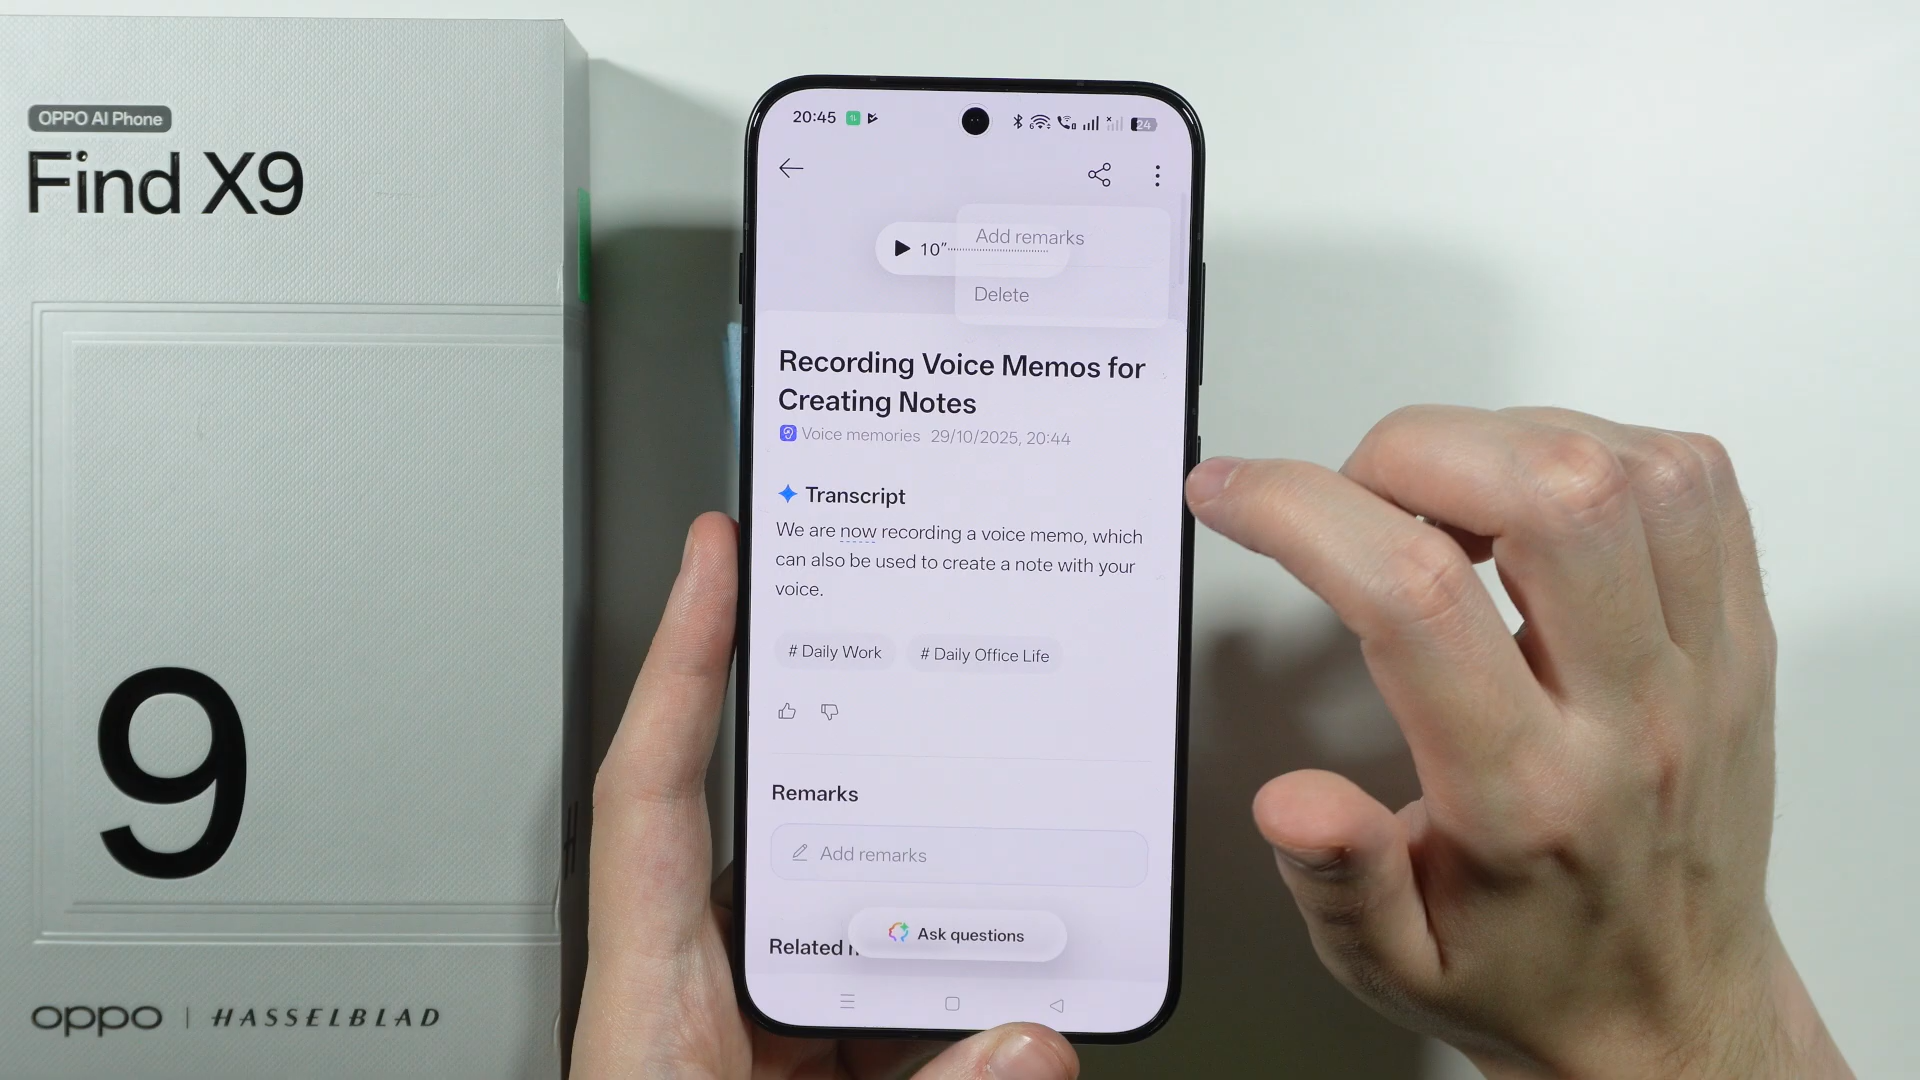 OPPO AI Phone
Find X9
9
oppo | HASSELBLAD
20:45
24
10"
Add remarks
Delete
Recording Voice Memos for
Creating Notes
Voice memories 29/10/2025, 20:44
Transcript
We are now recording a voice memo, which
can also be used to create a note with your
voice.
# Daily Work
# Daily Office Life
Remarks
Add remarks
Related
Ask questions